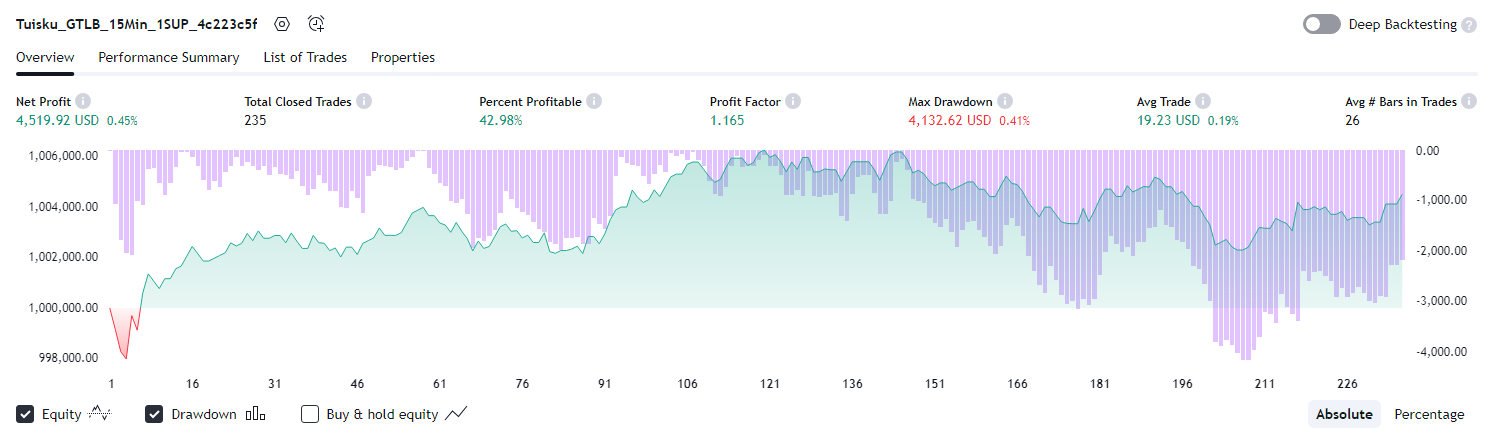 Tuisku_GTLB_15Min_1SUP_4c223c5f Deep Backtesting ?
Overview Performance Summary List of Trades Properties
Net Profit i Total Closed Trades i Percent Profitable i Profit Factor i Max Drawdown i Avg Trade i Avg # Bars in Trades i
4,519.92 USD 0.45% 235 42.98% 1.165 4,132.62 USD 0.41% 19.23 USD 0.19% 26
1,006,000.00 0.00
1,004,000.00 -1,000.00
1,002,000.00 -2,000.00
1,000,000.00 -3,000.00
998,000.00 -4,000.00
1 16 31 46 61 76 91 106 121 136 151 166 181 196 211 226
Equity Drawdown Buy & hold equity Absolute Percentage